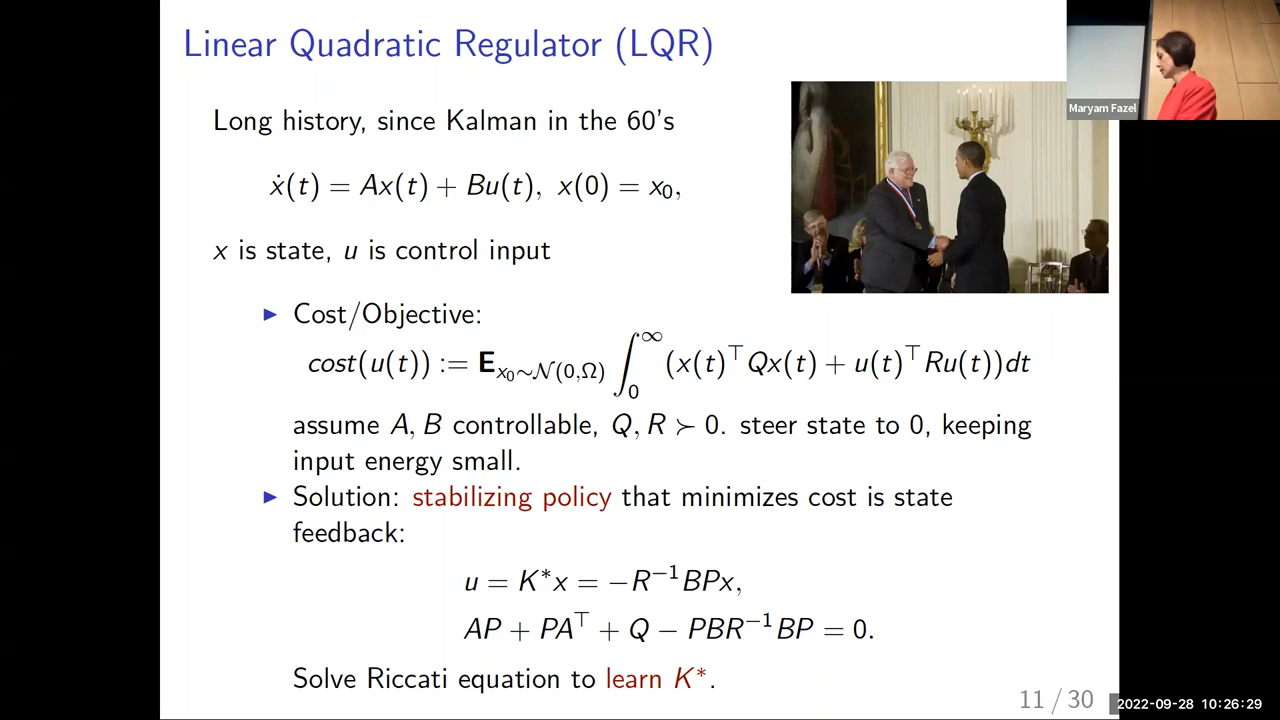 Linear Quadratic Regulator (LQR)
Maryam Fazel
Long history, since Kalman in the 60's
ẋ(t) = Ax(t) + Bu(t), x(0) = x₀,
x is state, u is control input
▶ Cost/Objective:
cost(u(t)) := E_{x₀∼𝒩(0,Ω)} ∫₀^∞ (x(t)^⊤Qx(t) + u(t)^⊤Ru(t))dt
assume A, B controllable, Q, R ≻ 0. steer state to 0, keeping
input energy small.
▶ Solution: stabilizing policy that minimizes cost is state
feedback:
u = K*x = −R⁻¹BPx,
AP + PA^⊤ + Q − PBR⁻¹BP = 0.
Solve Riccati equation to learn K*.
11 / 30
2022-09-28 10:26:29